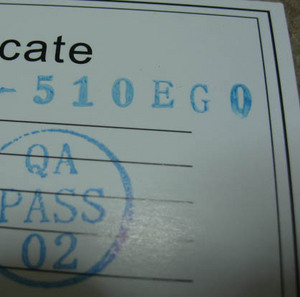 cate
-510EG0
QA
PASS
02